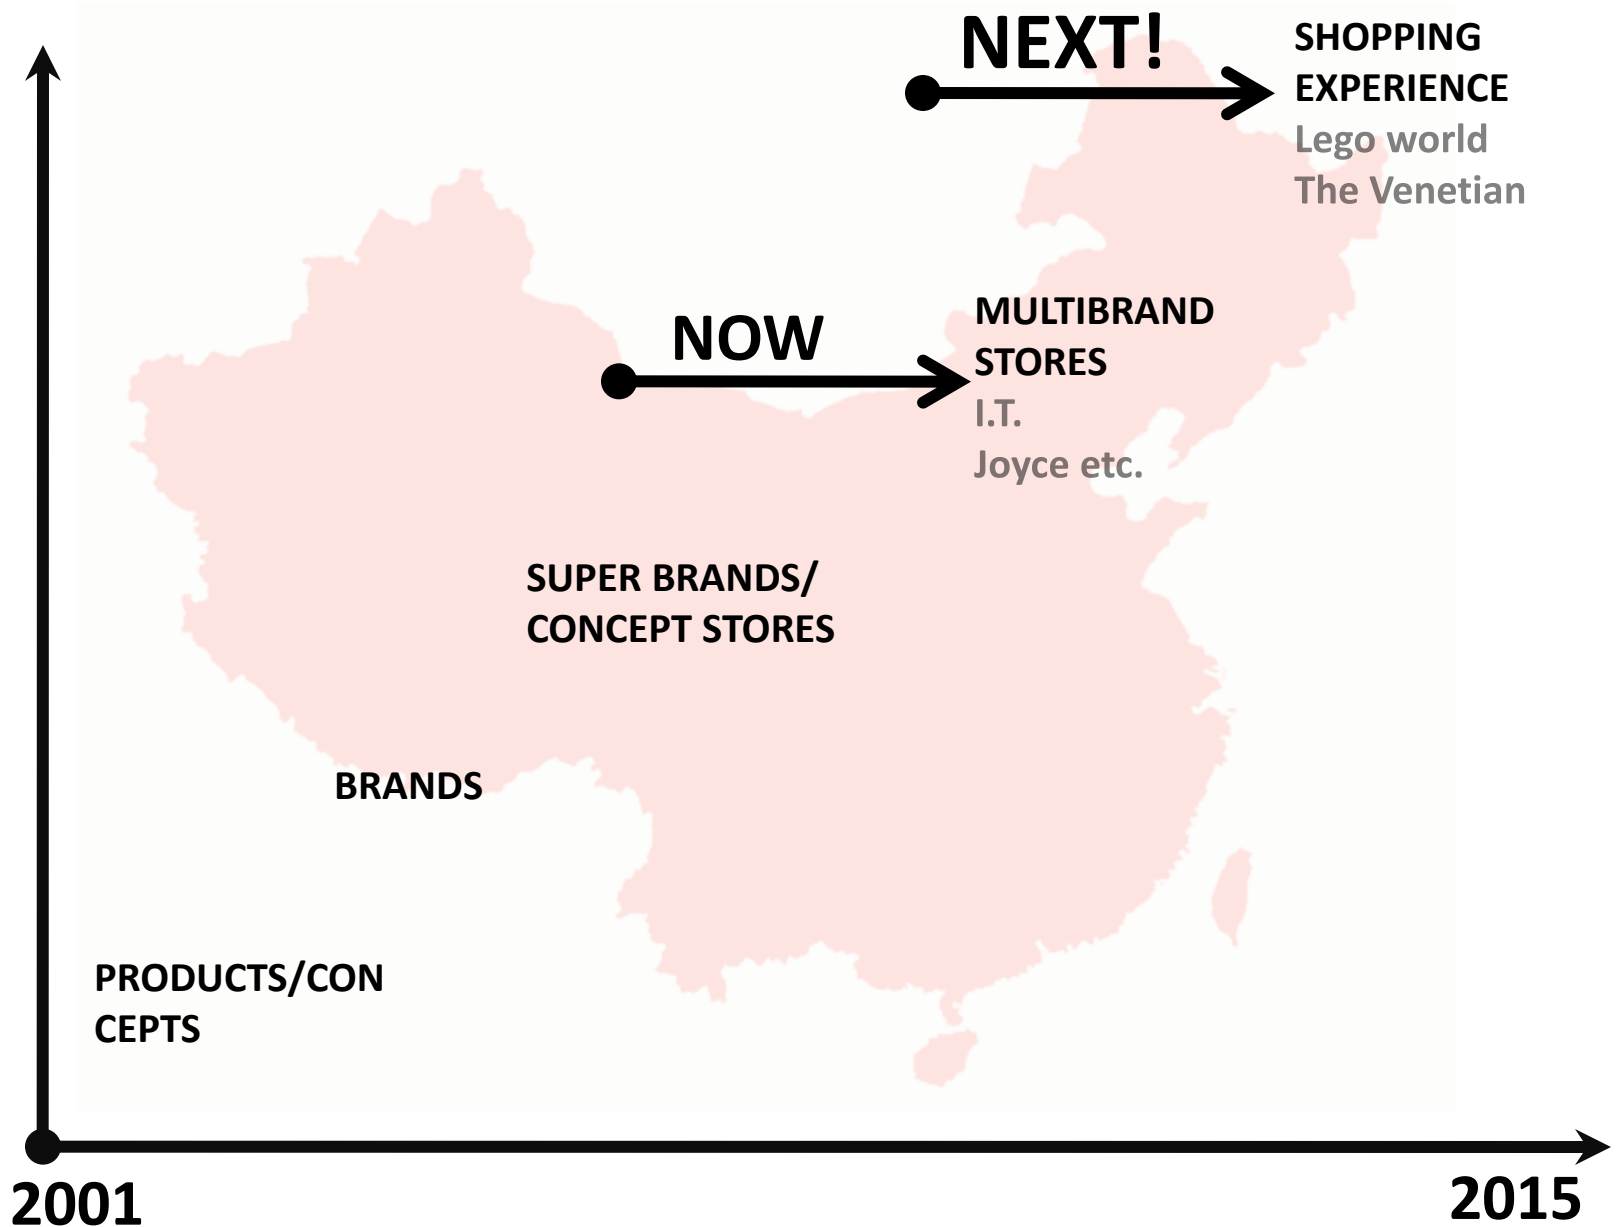 NEXT!
SHOPPING
EXPERIENCE
Lego world
The Venetian
NOW
MULTIBRAND
STORES
I.T.
Joyce etc.
SUPER BRANDS/
CONCEPT STORES
BRANDS
PRODUCTS/CON
CEPTS
2001
2015